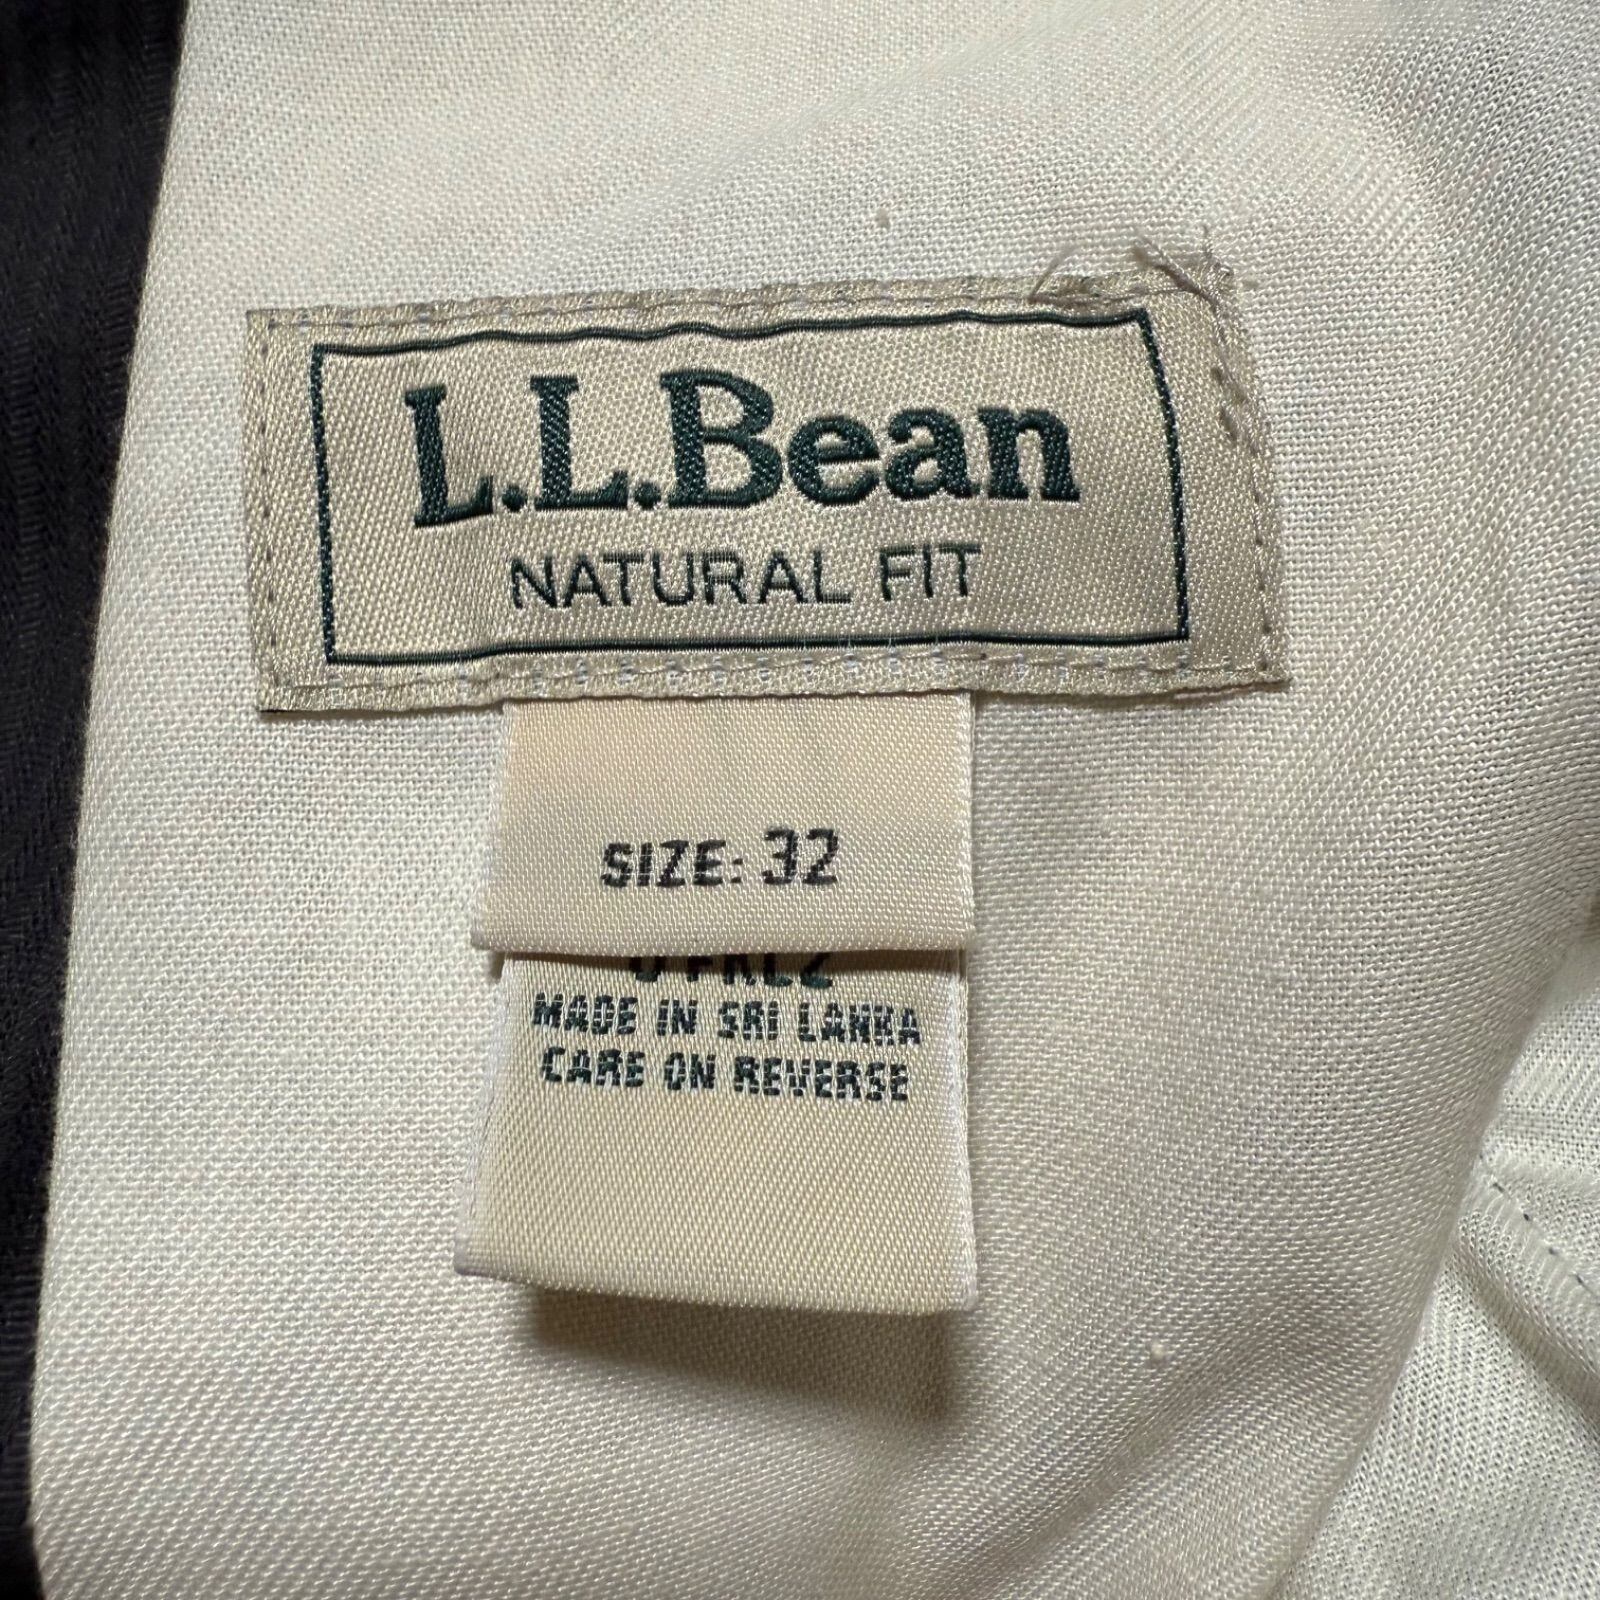 L.L.Bean
NATURAL FIT
SIZE: 32
MADE IN SRI LANKA
CARE ON REVERSE